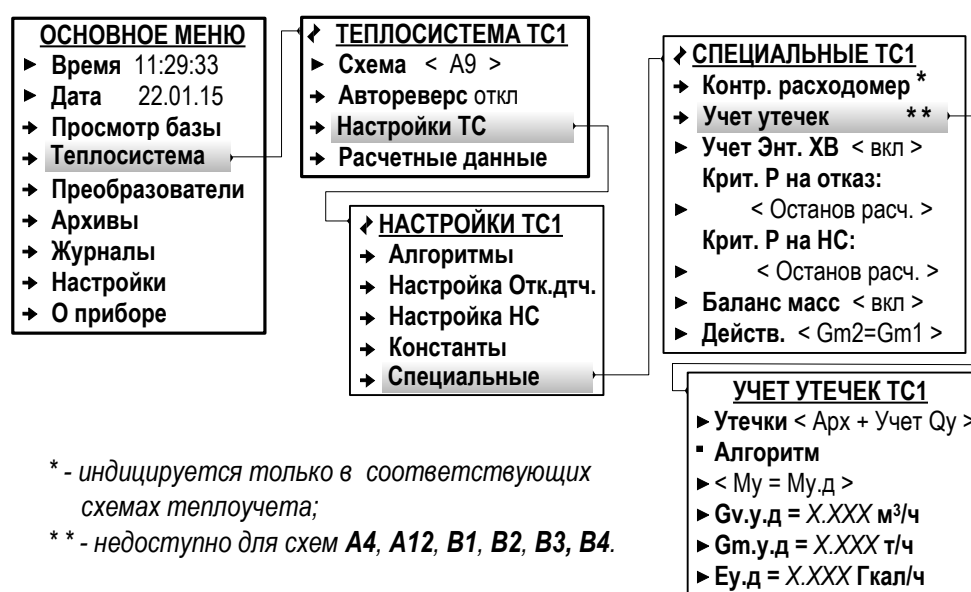 ОСНОВНОЕ МЕНЮ
Время 11:29:33
Дата 22.01.15
Просмотр базы
Теплосистема
Преобразователи
Архивы
Журналы
Настройки
О приборе
ТЕПЛОСИСТЕМА ТС1
Схема < А9 >
Автореверс откл
Настройки ТС
Расчетные данные
НАСТРОЙКИ ТС1
Алгоритмы
Настройка Отк.дтч.
Настройка НС
Константы
Специальные
СПЕЦИАЛЬНЫЕ ТС1
Контр. расходомер *
Учет утечек **
Учет Энт. ХВ < вкл >
Крит. Р на отказ:
< Останов расч. >
Крит. Р на НС:
< Останов расч. >
Баланс масс < вкл >
Действ. < Gm2=Gm1 >
УЧЕТ УТЕЧЕК ТС1
Утечки < Арх + Учет Qу >
Алгоритм
< Му = Му.д >
Gv.у.д = X.XXX м³/ч
Gm.у.д = X.XXX т/ч
Еу.д = X.XXX Гкал/ч
* - индицируется только в соответствующих
схемах теплоучета;
** - недоступно для схем А4, А12, В1, В2, В3, В4.